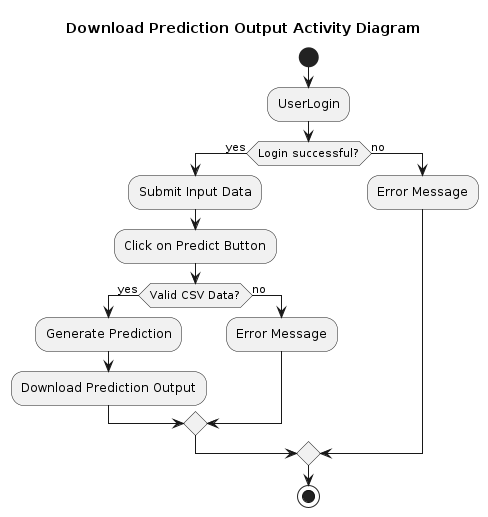 Download Prediction Output Activity Diagram
UserLogin
yes
Login successful?
no
Submit Input Data
Error Message
Click on Predict Button
yes
Valid CSV Data?
no
Generate Prediction
Error Message
Download Prediction Output